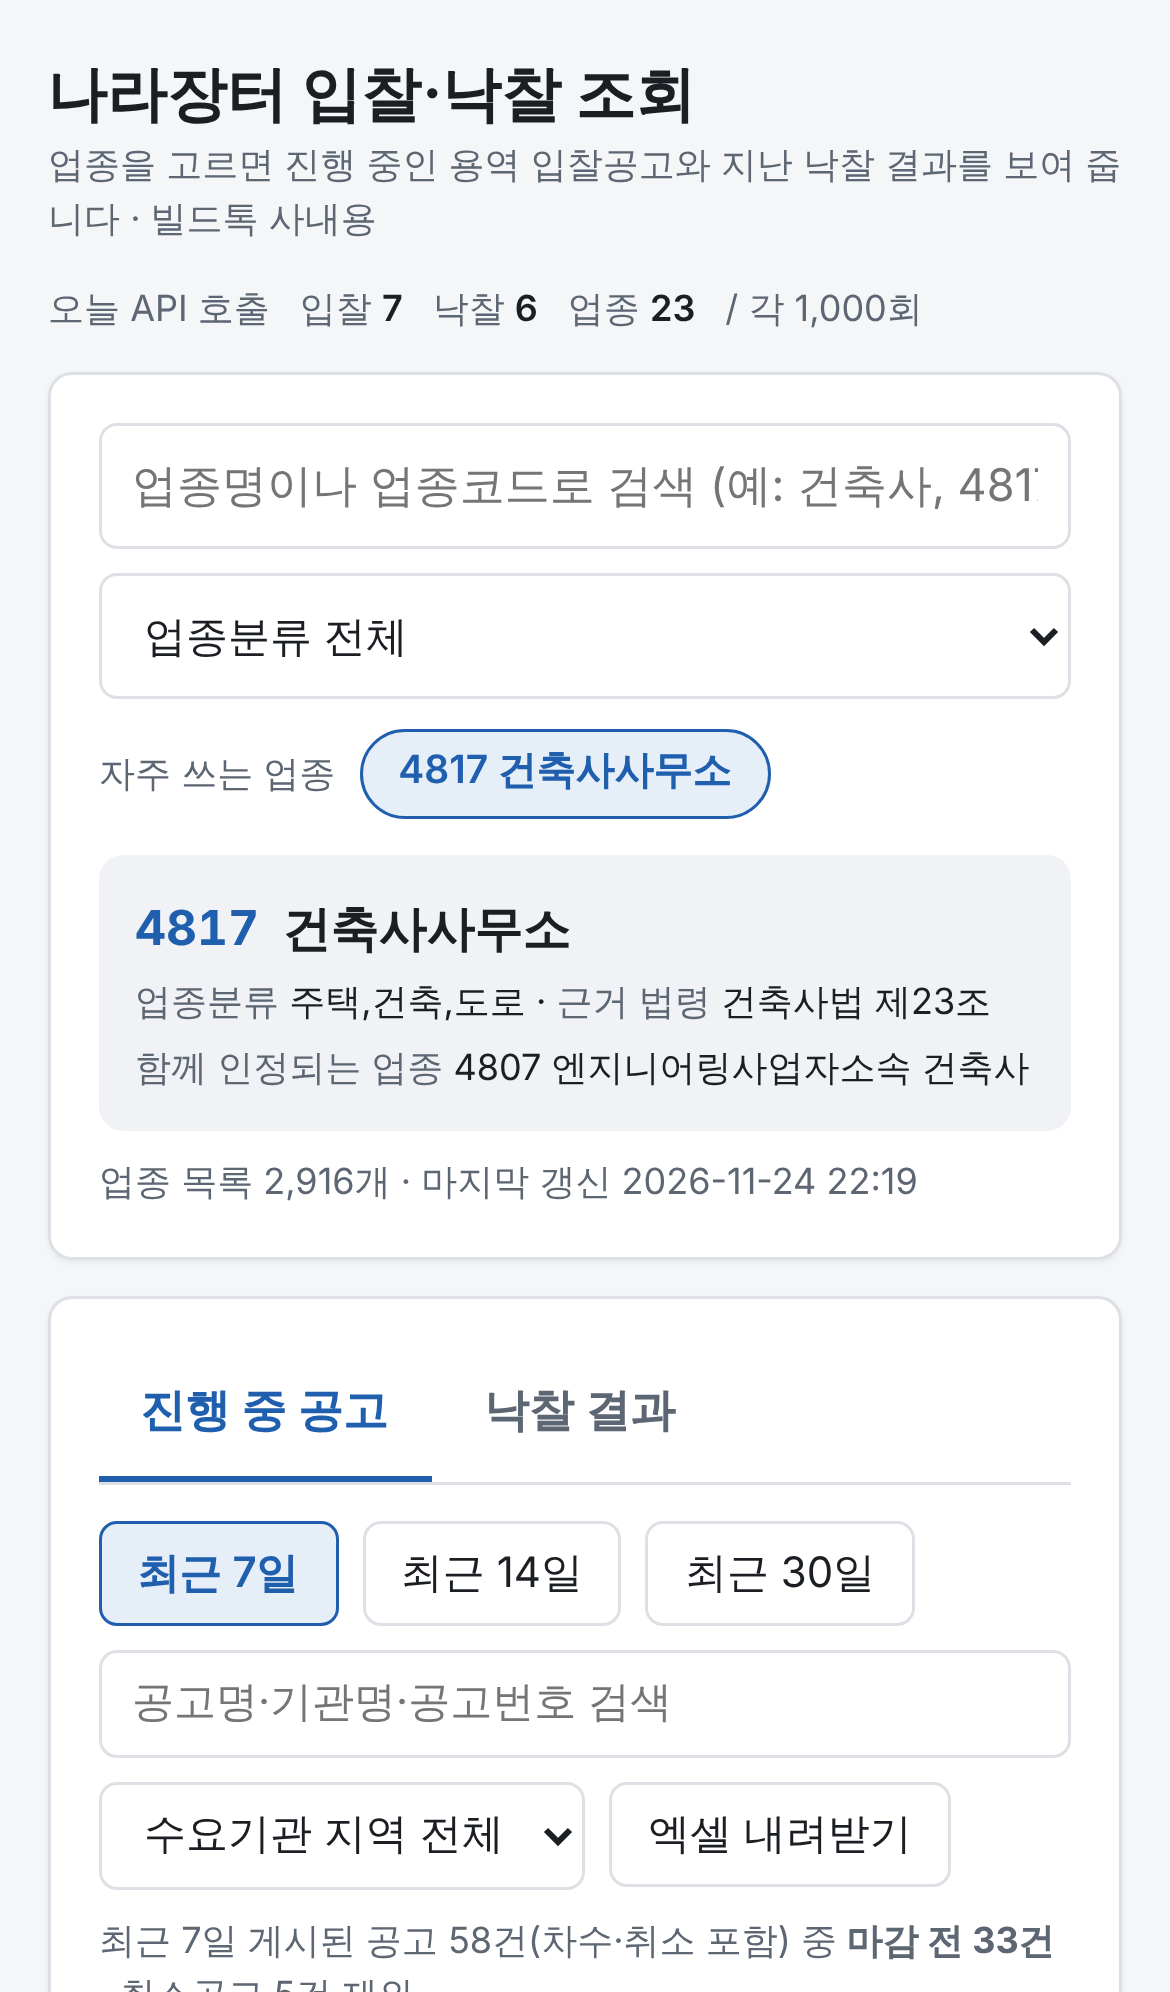 나라장터 입찰·낙찰 조회
업종을 고르면 진행 중인 용역 입찰공고와 지난 낙찰 결과를 보여 줍
니다 · 빌드톡 사내용
오늘 API 호출 입찰 7 낙찰 6 업종 23 / 각 1,000회
업종명이나 업종코드로 검색 (예: 건축사, 481
업종분류 전체
자주 쓰는 업종 4817 건축사사무소
4817 건축사사무소
업종분류 주택,건축,도로 · 근거 법령 건축사법 제23조
함께 인정되는 업종 4807 엔지니어링사업자소속 건축사
업종 목록 2,916개 · 마지막 갱신 2026-11-24 22:19
진행 중 공고 낙찰 결과
최근 7일 최근 14일 최근 30일
공고명·기관명·공고번호 검색
수요기관 지역 전체 엑셀 내려받기
최근 7일 게시된 공고 58건(차수·취소 포함) 중 마감 전 33건